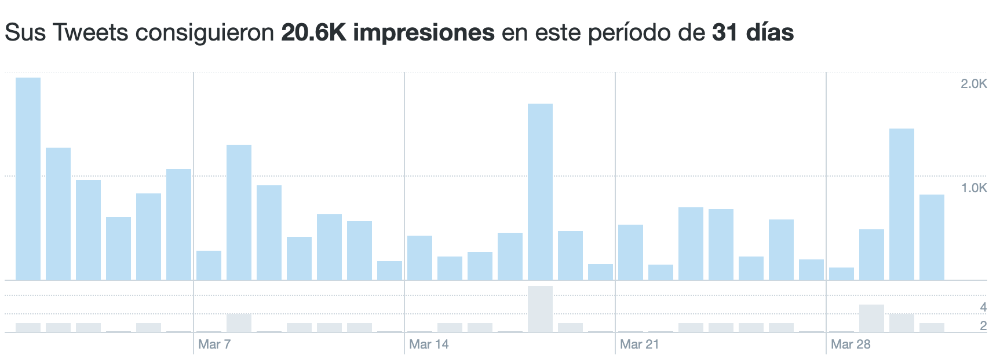 Sus Tweets consiguieron 20.6K impresiones en este período de 31 días
2.0K
1.0K
4
2
Mar 7
Mar 14
Mar 21
Mar 28